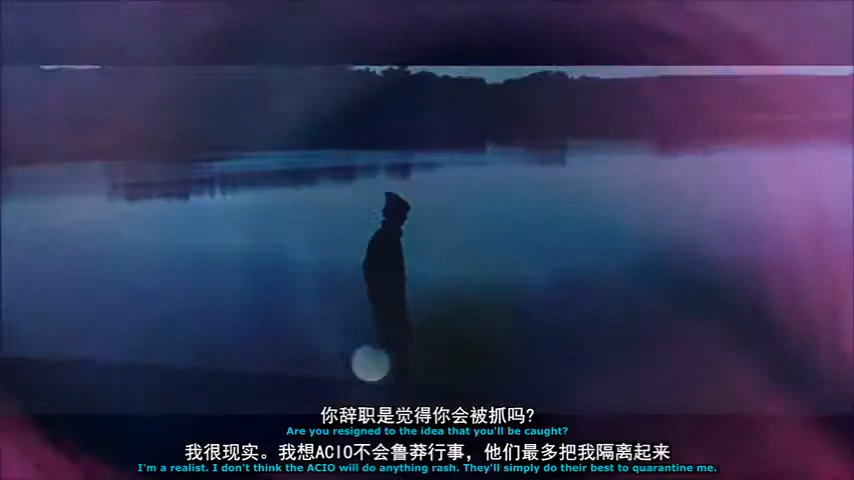 你辞职是觉得你会被抓吗?
Are you resigned to the idea that you'll be caught?
我很现实。我想ACIO不会鲁莽行事，他们最多把我隔离起来
I'm a realist. I don't think the ACIO will do anything rash. They'll simply do their best to quarantine me.